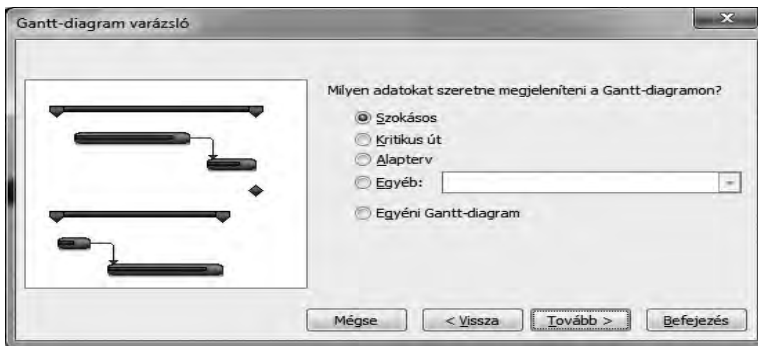 Gantt-diagram varázsló
Milyen adatokat szeretne megjeleníteni a Gantt-diagramon?
Szokásos
Kritikus út
Alapterv
Egyéb:
Egyéni Gantt-diagram
Mégse
< Vissza
Tovább >
Befejezés